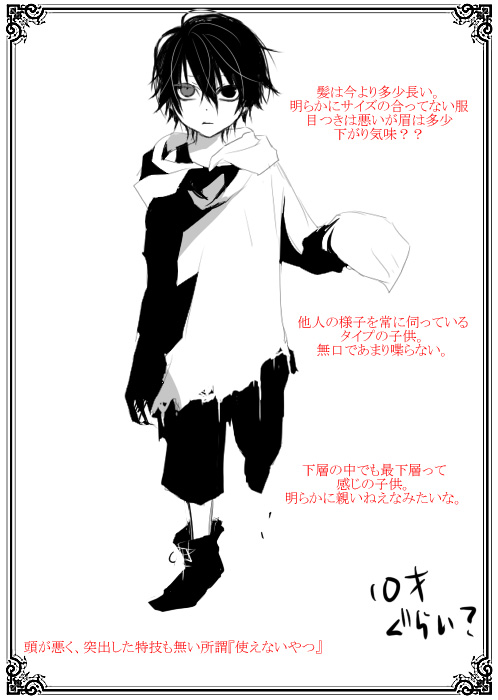 髪は今より多少長い。
明らかにサイズの合ってない服
目つきは悪いが眉は多少
下がり気味??
他人の様子を常に伺っている
タイプの子供。
無口であまり喋らない。
下層の中でも最下層って
感じの子供。
明らかに親いねえなみたいな。
10才
ぐらい?
頭が悪く、突出した特技も無い所謂『使えないやつ』